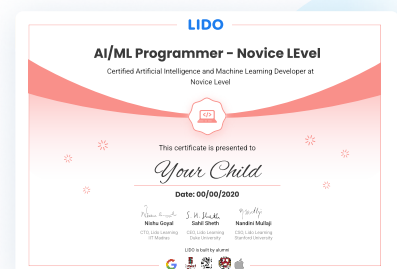 LIDO
AI/ML Programmer - Novice LEvel
Certified Artificial Intelligence and Machine Learning Developer at
Novice Level
</>
This certificate is presented to
Your Child
Date: 00/00/2020
Nishu Goyal Sahil Sheth Nandini Mullaji
CTO, Lido Learning CEO, Lido Learning CSO, Lido Learning
IIT Madras Duke University Stanford University
LIDO is built by alumni
G